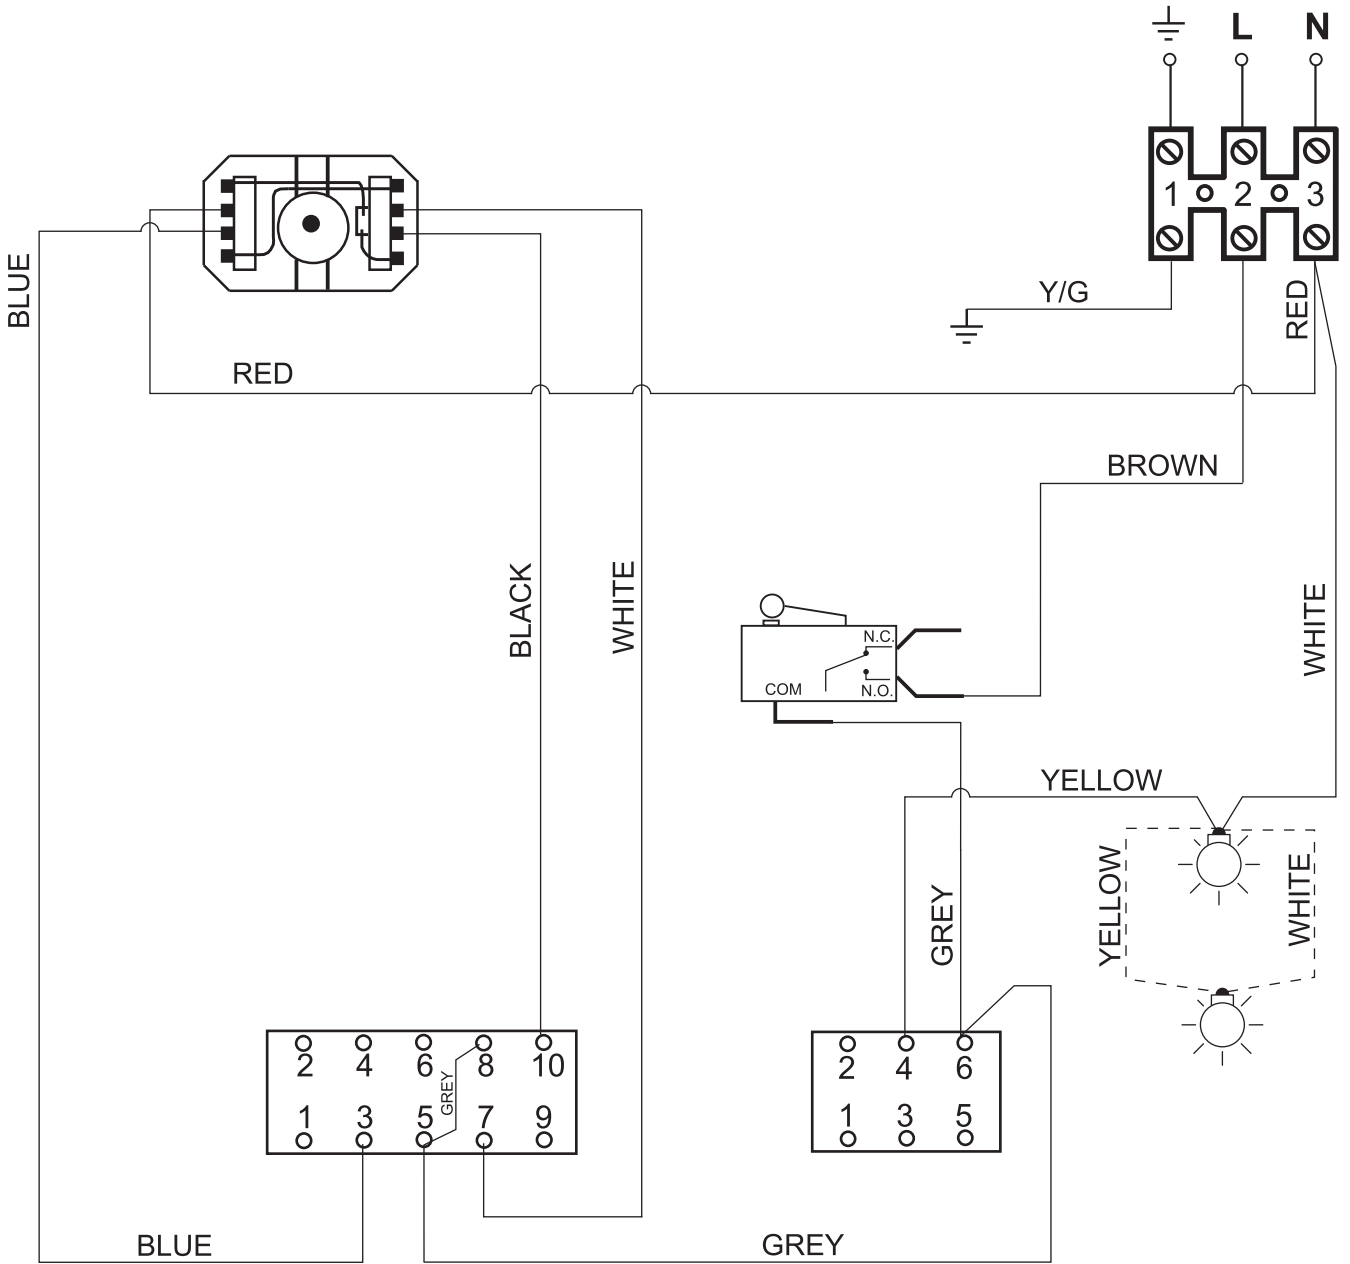 L N
1 2 3
Y/G
RED
BLUE
RED
BROWN
BLACK
WHITE
WHITE
N.C.
COM
N.O.
YELLOW
YELLOW
WHITE
GREY
2 4 6 8 10
GREY
1 3 5 7 9
2 4 6
1 3 5
BLUE
GREY